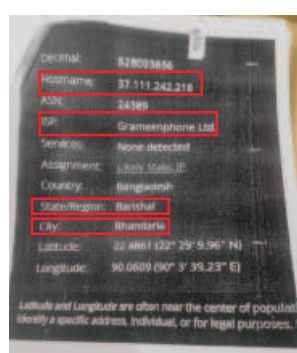 Decimal: 628093656
Hostname: 37.111.242.216
ASN: 24389
ISP: Grameenphone Ltd.
Services: None detected
Assignment: Likely Static IP
Country: Bangladesh
State/Region: Barishal
City: Bhandaria
Latitude: 22.4861 (22° 29′ 9.96″ N)
Longitude: 90.0609 (90° 3′ 39.23″ E)
Latitude and Longitude are often near the center of populati
identify a specific address, individual, or for legal purposes.